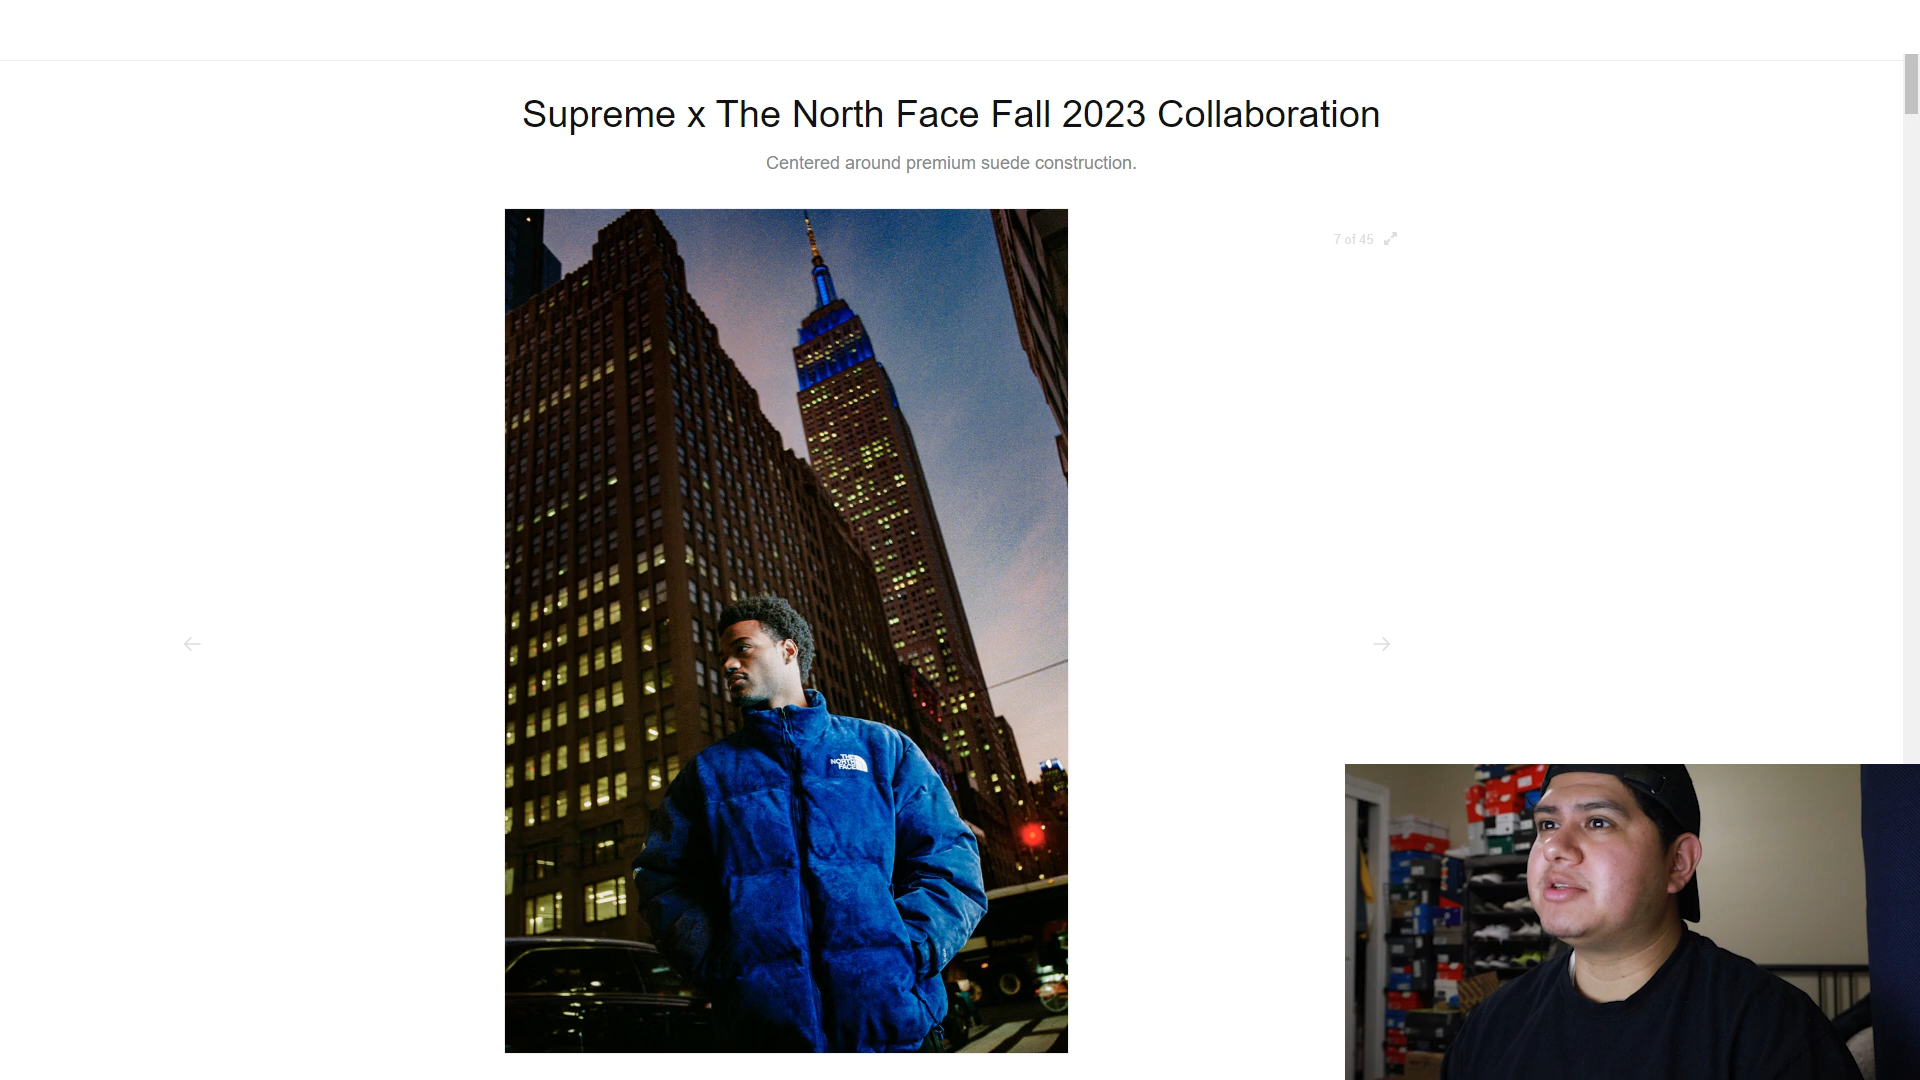 Supreme x The North Face Fall 2023 Collaboration
Centered around premium suede construction.
7 of 45
THE
NORTH
FACE